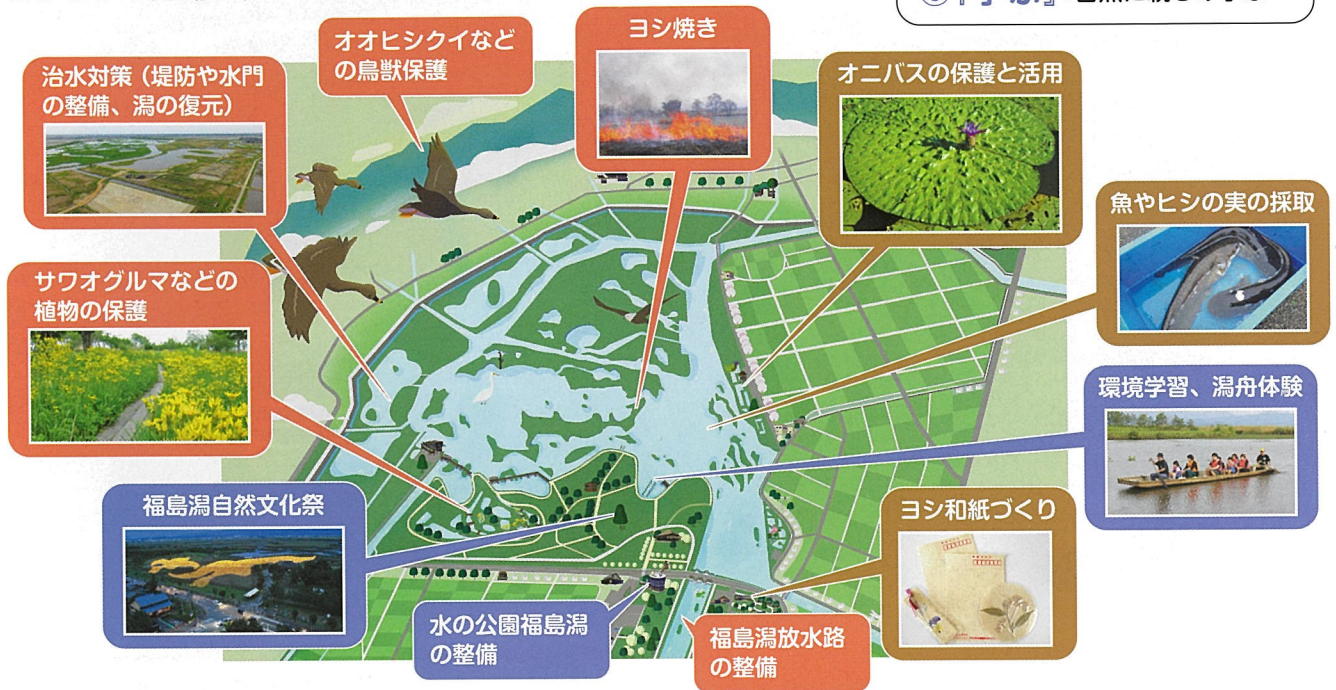 オオヒシクイなど
の鳥獣保護
ヨシ焼き
治水対策（堤防や水門
の整備、潟の復元）
オニバスの保護と活用
魚やヒシの実の採取
サワオグルマなどの
植物の保護
環境学習、潟舟体験
福島潟自然文化祭
ヨシ和紙づくり
水の公園福島潟
の整備
福島潟放水路
の整備